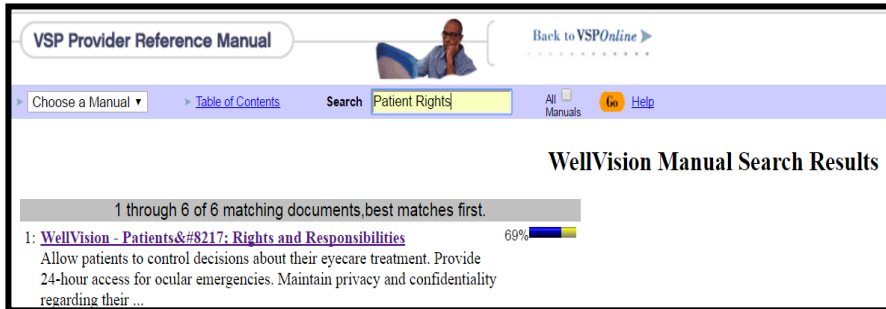 VSP Provider Reference Manual
Back to VSPOnline
Choose a Manual
Table of Contents
Search
Patient Rights
All Manuals
Go
Help
WellVision Manual Search Results
1 through 6 of 6 matching documents,best matches first.
1: WellVision - Patients&#8217; Rights and Responsibilities
69%
Allow patients to control decisions about their eyecare treatment. Provide
24-hour access for ocular emergencies. Maintain privacy and confidentiality
regarding their ...